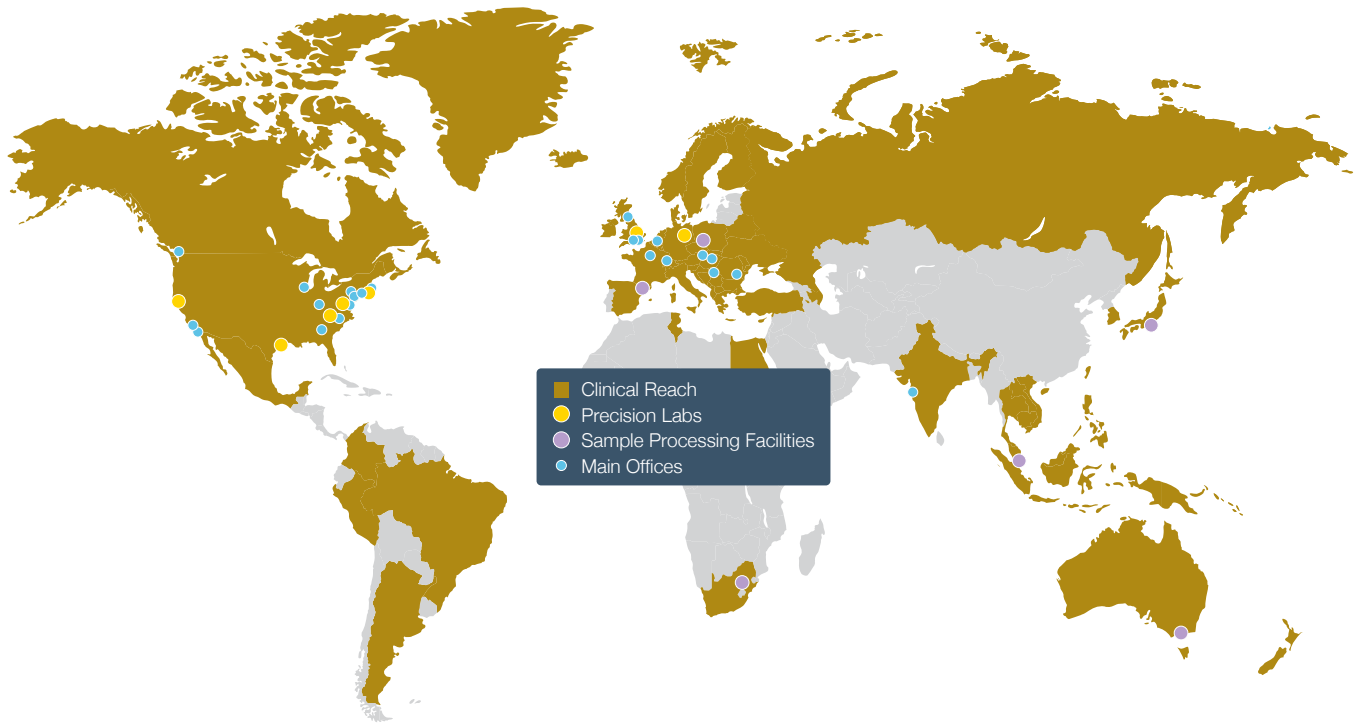 Clinical Reach
Precision Labs
Sample Processing Facilities
Main Offices